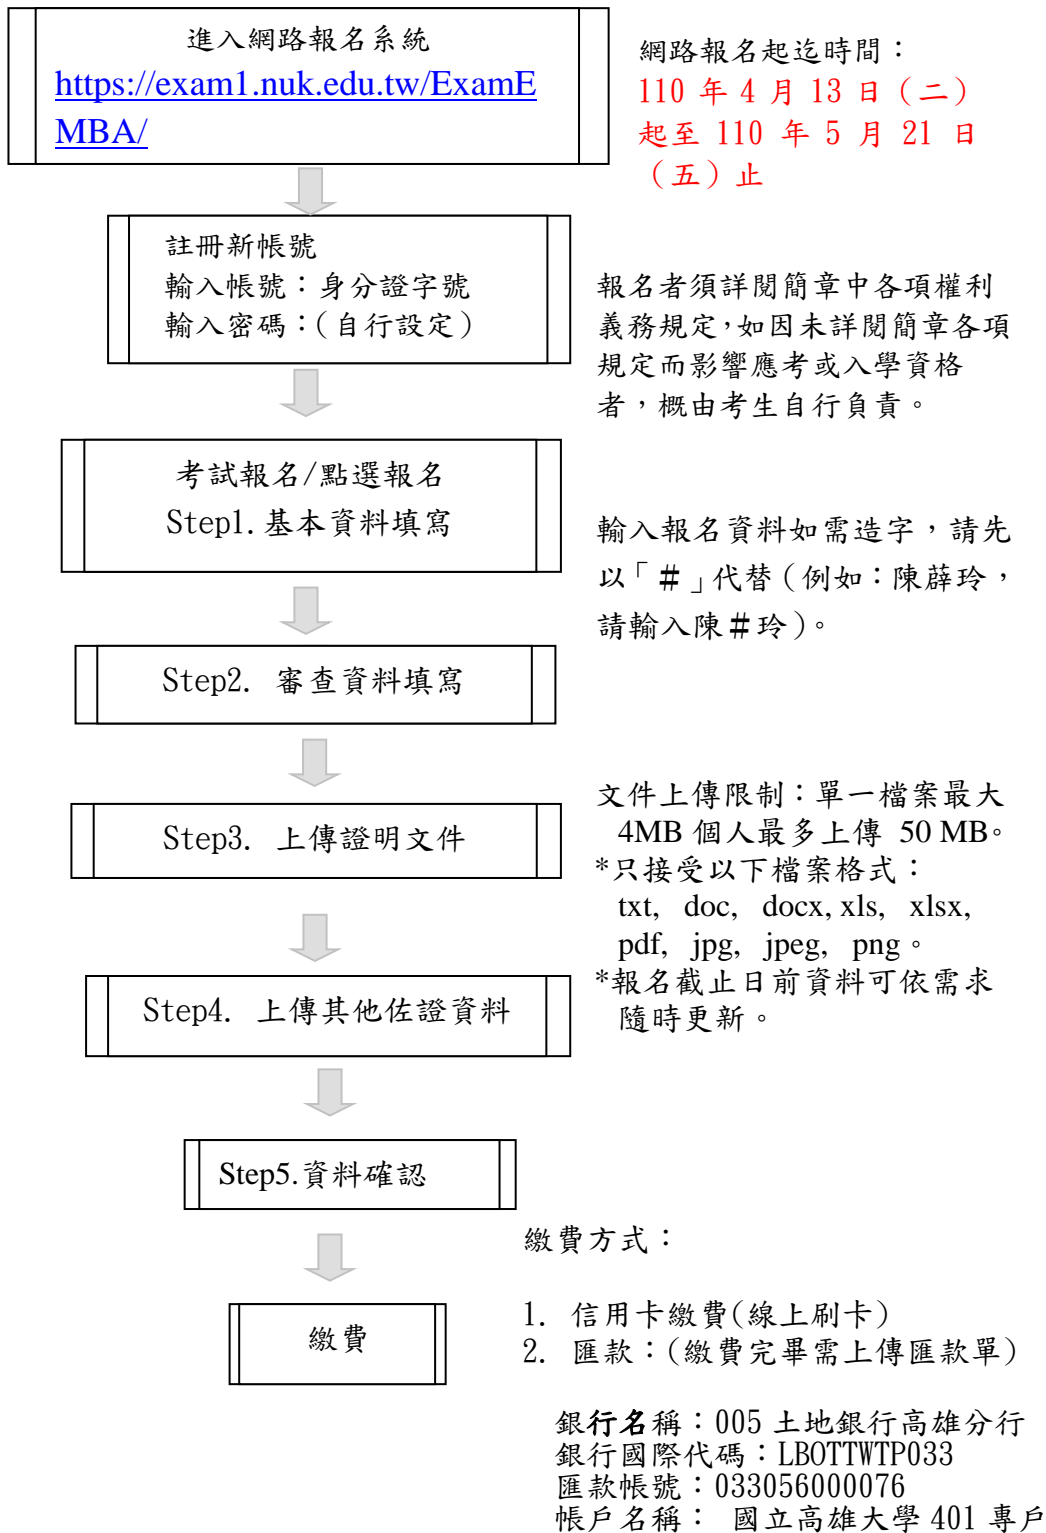 進入網路報名系統
https://exam1.nuk.edu.tw/ExamE
MBA/
網路報名起迄時間：
110 年 4 月 13 日（二）
起至 110 年 5 月 21 日
（五）止
註冊新帳號
輸入帳號：身分證字號
輸入密碼：(自行設定)
報名者須詳閱簡章中各項權利
義務規定，如因未詳閱簡章各項
規定而影響應考或入學資格
者，概由考生自行負責。
考試報名/點選報名
Step1.基本資料填寫
輸入報名資料如需造字，請先
以「＃」代替（例如：陳薜玲，
請輸入陳＃玲）。
Step2. 審查資料填寫
Step3. 上傳證明文件
文件上傳限制：單一檔案最大
4MB 個人最多上傳 50 MB。
*只接受以下檔案格式：
txt, doc, docx, xls, xlsx,
pdf, jpg, jpeg, png。
*報名截止日前資料可依需求
隨時更新。
Step4. 上傳其他佐證資料
Step5.資料確認
繳費
繳費方式：
1. 信用卡繳費(線上刷卡)
2. 匯款：(繳費完畢需上傳匯款單)
銀行名稱：005 土地銀行高雄分行
銀行國際代碼：LBOTTWTP033
匯款帳號：033056000076
帳戶名稱： 國立高雄大學 401 專戶